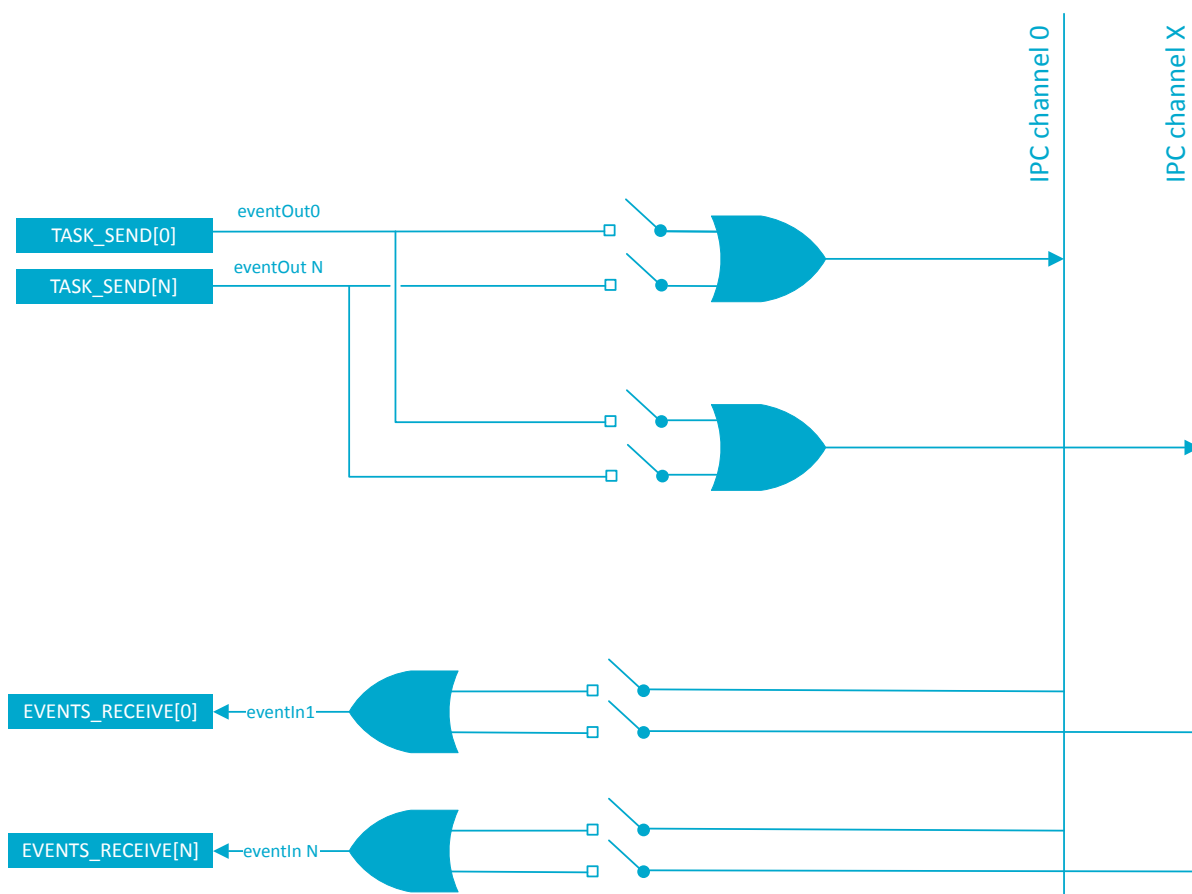 IPC channel 0
IPC channel X
eventOut0
TASK_SEND[0]
eventOut N
TASK_SEND[N]
EVENTS_RECEIVE[0]
eventIn1
EVENTS_RECEIVE[N]
eventIn N